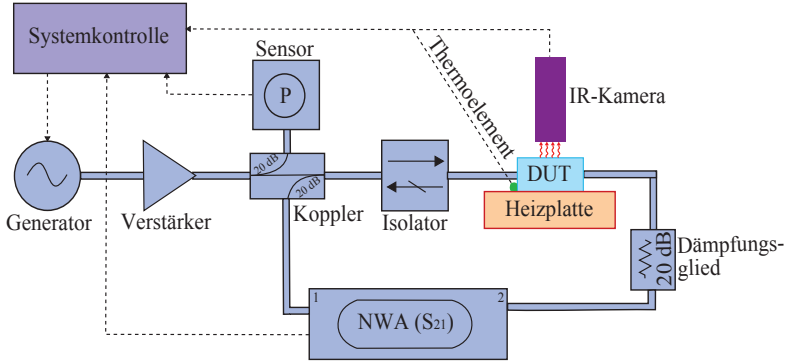 Systemkontrolle
Sensor
P
Thermoelement
IR-Kamera
20 dB
20 dB
DUT
Generator
Verstärker
Koppler
Isolator
Heizplatte
20 dB
Dämpfungs-
glied
1
2
NWA (S21)